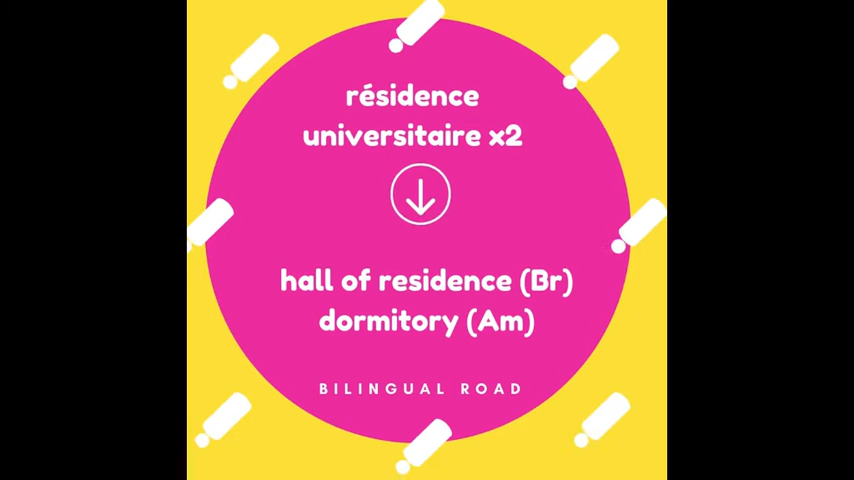 résidence
universitaire x2
hall of residence (Br)
dormitory (Am)
BILINGUAL ROAD